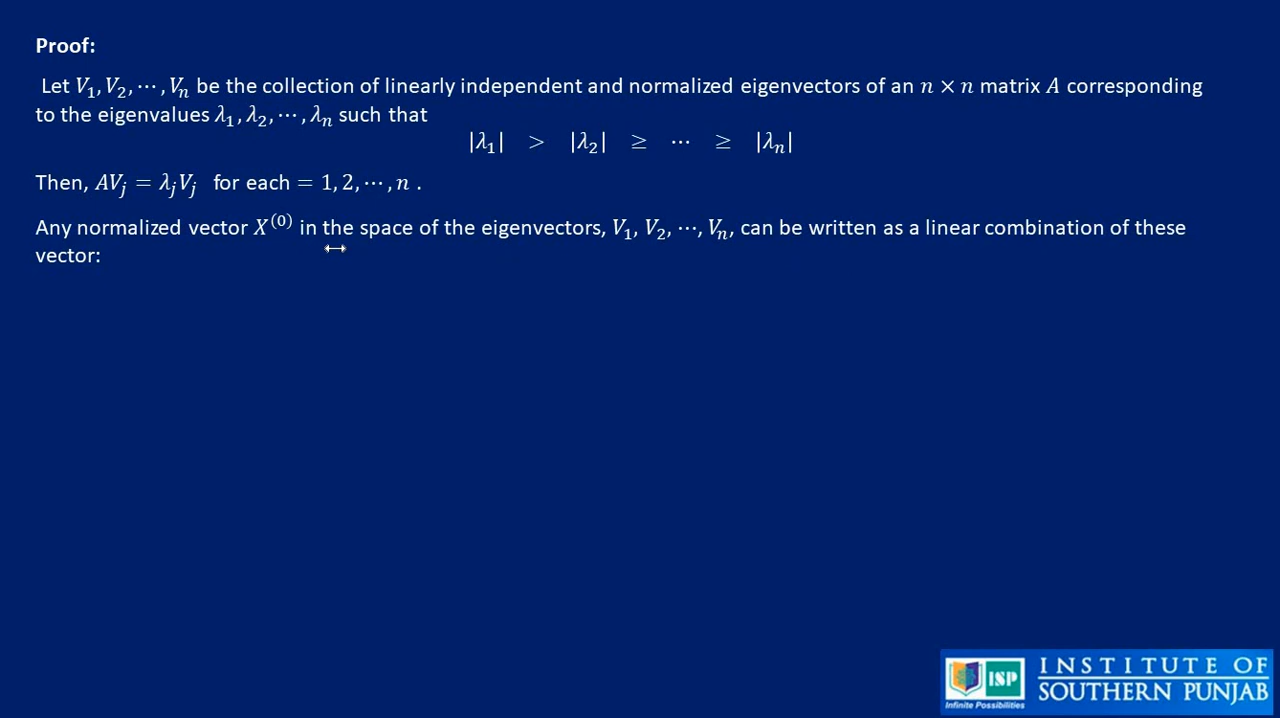 Proof:
Let V₁, V₂, ⋯, Vₙ be the collection of linearly independent and normalized eigenvectors of an n × n matrix A corresponding
to the eigenvalues λ₁, λ₂, ⋯, λₙ such that
|λ₁| > |λ₂| ≥ ⋯ ≥ |λₙ|
Then, AVⱼ = λⱼVⱼ for each = 1, 2, ⋯, n .
Any normalized vector X⁽⁰⁾ in the space of the eigenvectors, V₁, V₂, ⋯, Vₙ, can be written as a linear combination of these
vector:
ISP
Infinite Possibilities
INSTITUTE OF
SOUTHERN PUNJAB